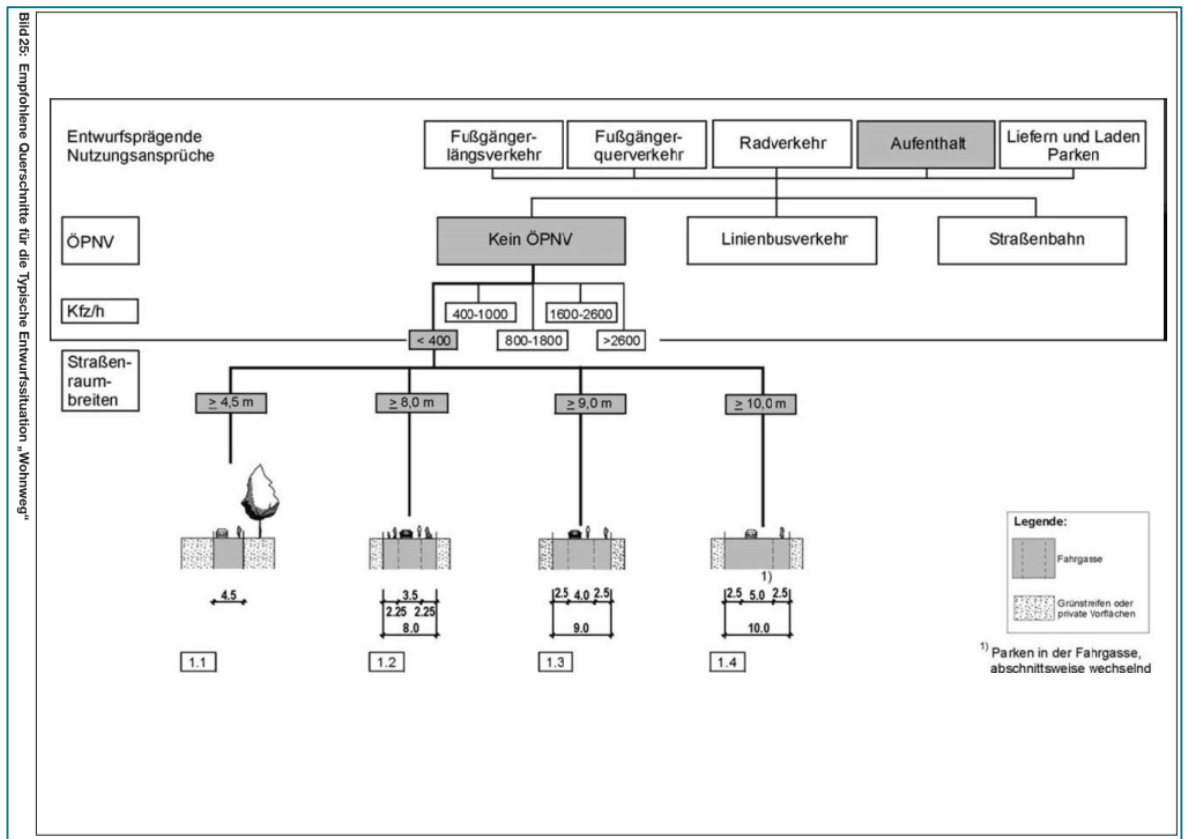 Bild 25: Empfohlene Querschnitte für die Typische Entwurfssituation „Wohnweg“
Entwurfsprägende
Nutzungsansprüche
Fußgänger-
längsverkehr
Fußgänger-
querverkehr
Radverkehr
Aufenthalt
Liefern und Laden
Parken
ÖPNV
Kein ÖPNV
Linienbusverkehr
Straßenbahn
Kfz/h
400-1000
1600-2600
< 400
800-1800
>2600
Straßen-
raum-
breiten
≥ 4,5 m
≥ 8,0 m
≥ 9,0 m
≥ 10,0 m
Legende:
Fahrgasse
Grünstreifen oder
private Vorflächen
1)
4.5
3.5
2.5 4.0 2.5
2.5 5.0 2.5
2.25 2.25
8.0
9.0
10.0
1.1
1.2
1.3
1.4
1) Parken in der Fahrgasse,
abschnittsweise wechselnd